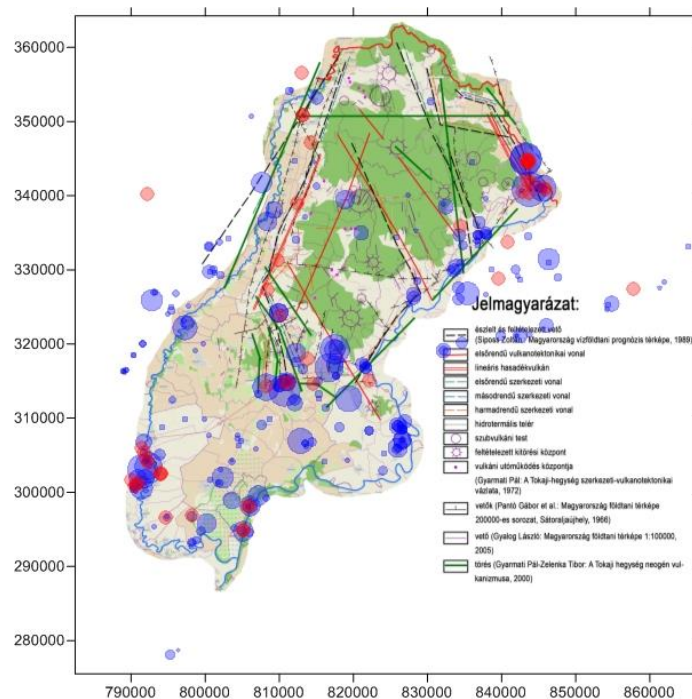 360000
350000
340000
330000
320000
310000
300000
290000
280000
790000 800000 810000 820000 830000 840000 850000 860000
Jelmagyarázat:
észlelt és feltételezett vető
(Siposs Zoltán: Magyarország vízföldtani prognózis térképe, 1989)
elsőrendű vulkanotektonikai vonal
lineáris hasadékvulkán
elsőrendű szerkezeti vonal
másodrendű szerkezeti vonal
harmadrendű szerkezeti vonal
hidrotermális telér
szubvulkáni test
feltételezett kitörési központ
vulkáni utóműködés központja
(Gyarmati Pál: A Tokaji-hegység szerkezeti-vulkanotektonikai
vázlata, 1972)
vetők (Pantó Gábor et al.: Magyarország földtani térképe
200000-es sorozat, Sátoraljaújhely, 1966)
vető (Gyalog László: Magyarország földtani térképe 1:100000,
2005)
törés (Gyarmati Pál-Zelenka Tibor: A Tokaji hegység neogén vul-
kanizmusa, 2000)